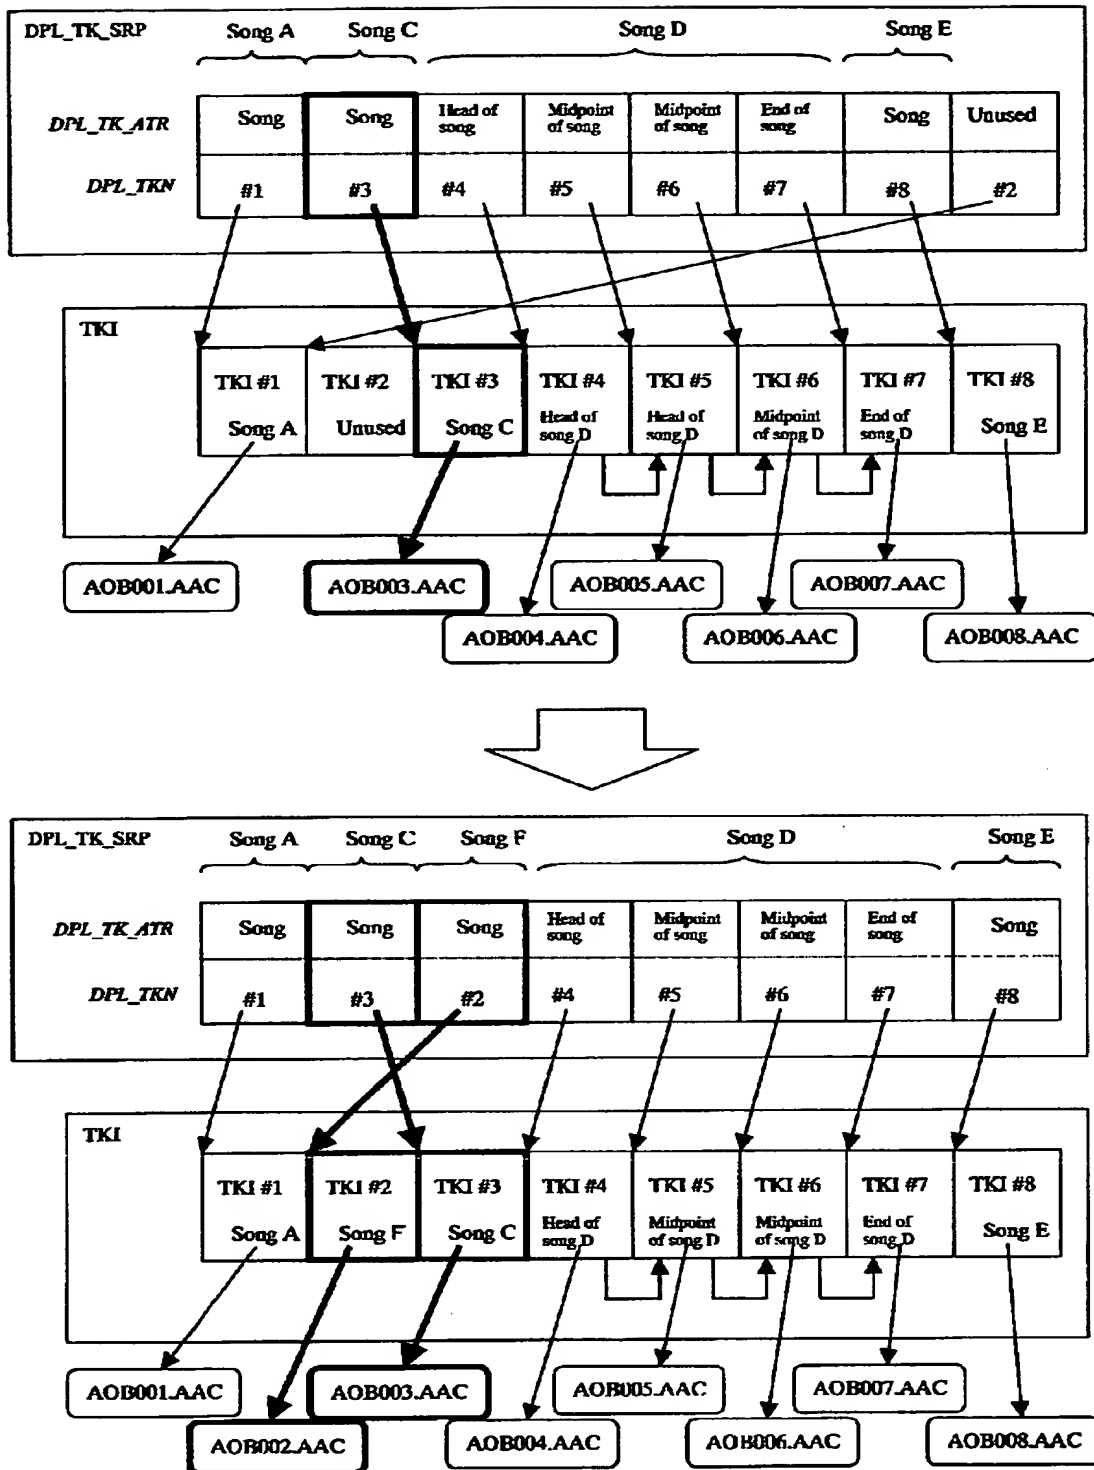 DPL_TK_SRP Song A Song C Song D Song E
DPL_TK_ATR Song Song Head of song Midpoint of song Midpoint of song End of song Song Unused
DPL_TKN #1 #3 #4 #5 #6 #7 #8 #2
TKI
TKI #1 TKI #2 TKI #3 TKI #4 TKI #5 TKI #6 TKI #7 TKI #8
Song A Unused Song C Head of song D Head of song D Midpoint of song D End of song D Song E
AOB001.AAC AOB003.AAC AOB005.AAC AOB007.AAC
AOB004.AAC AOB006.AAC AOB008.AAC
DPL_TK_SRP Song A Song C Song F Song D Song E
DPL_TK_ATR Song Song Song Head of song Midpoint of song Midpoint of song End of song Song
DPL_TKN #1 #3 #2 #4 #5 #6 #7 #8
TKI
TKI #1 TKI #2 TKI #3 TKI #4 TKI #5 TKI #6 TKI #7 TKI #8
Song A Song F Song C Head of song D Midpoint of song D Midpoint of song D End of song D Song E
AOB001.AAC AOB003.AAC AOB005.AAC AOB007.AAC
AOB002.AAC AOB004.AAC AOB006.AAC AOB008.AAC